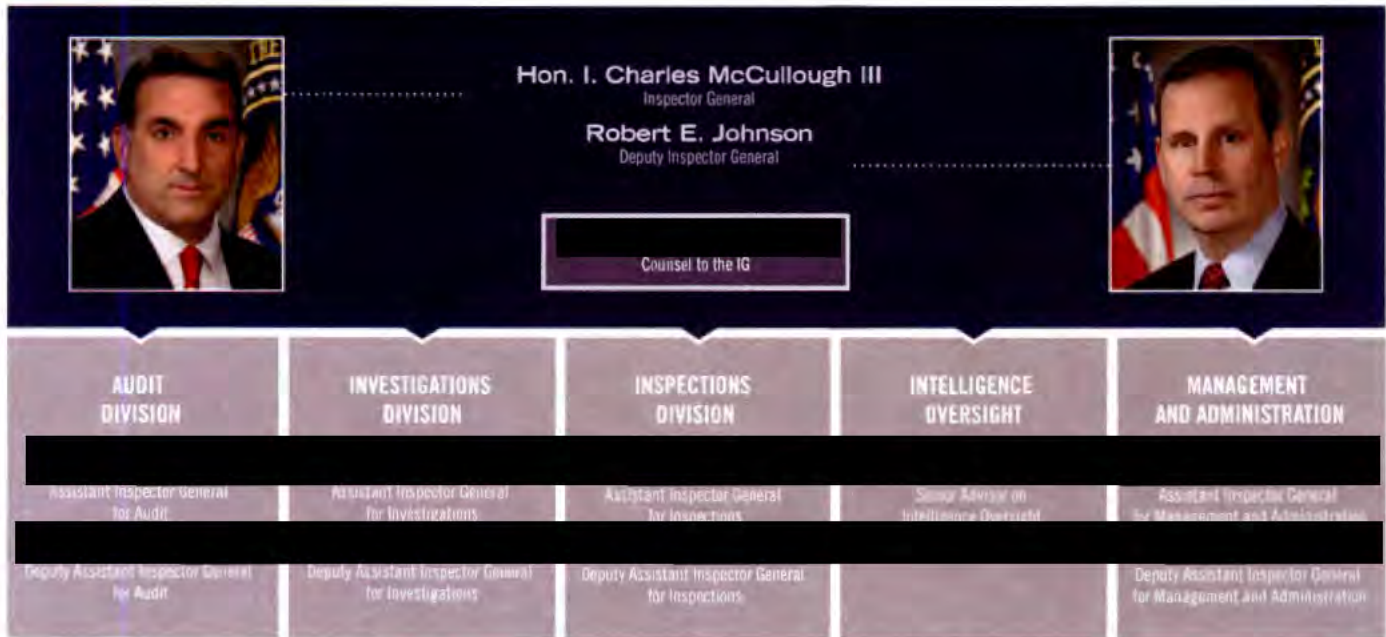 Hon. I. Charles McCullough III
Inspector General
Robert E. Johnson
Deputy Inspector General
Counsel to the IG
AUDIT
DIVISION
Assistant Inspector General
for Audit
Deputy Assistant Inspector General
for Audit
INVESTIGATIONS
DIVISION
Assistant Inspector General
for Investigations
Deputy Assistant Inspector General
for Investigations
INSPECTIONS
DIVISION
Assistant Inspector General
for Inspections
Deputy Assistant Inspector General
for Inspections
INTELLIGENCE
OVERSIGHT
Senior Advisor on
Intelligence Oversight
MANAGEMENT
AND ADMINISTRATION
Assistant Inspector General
for Management and Administration
Deputy Assistant Inspector General
for Management and Administration